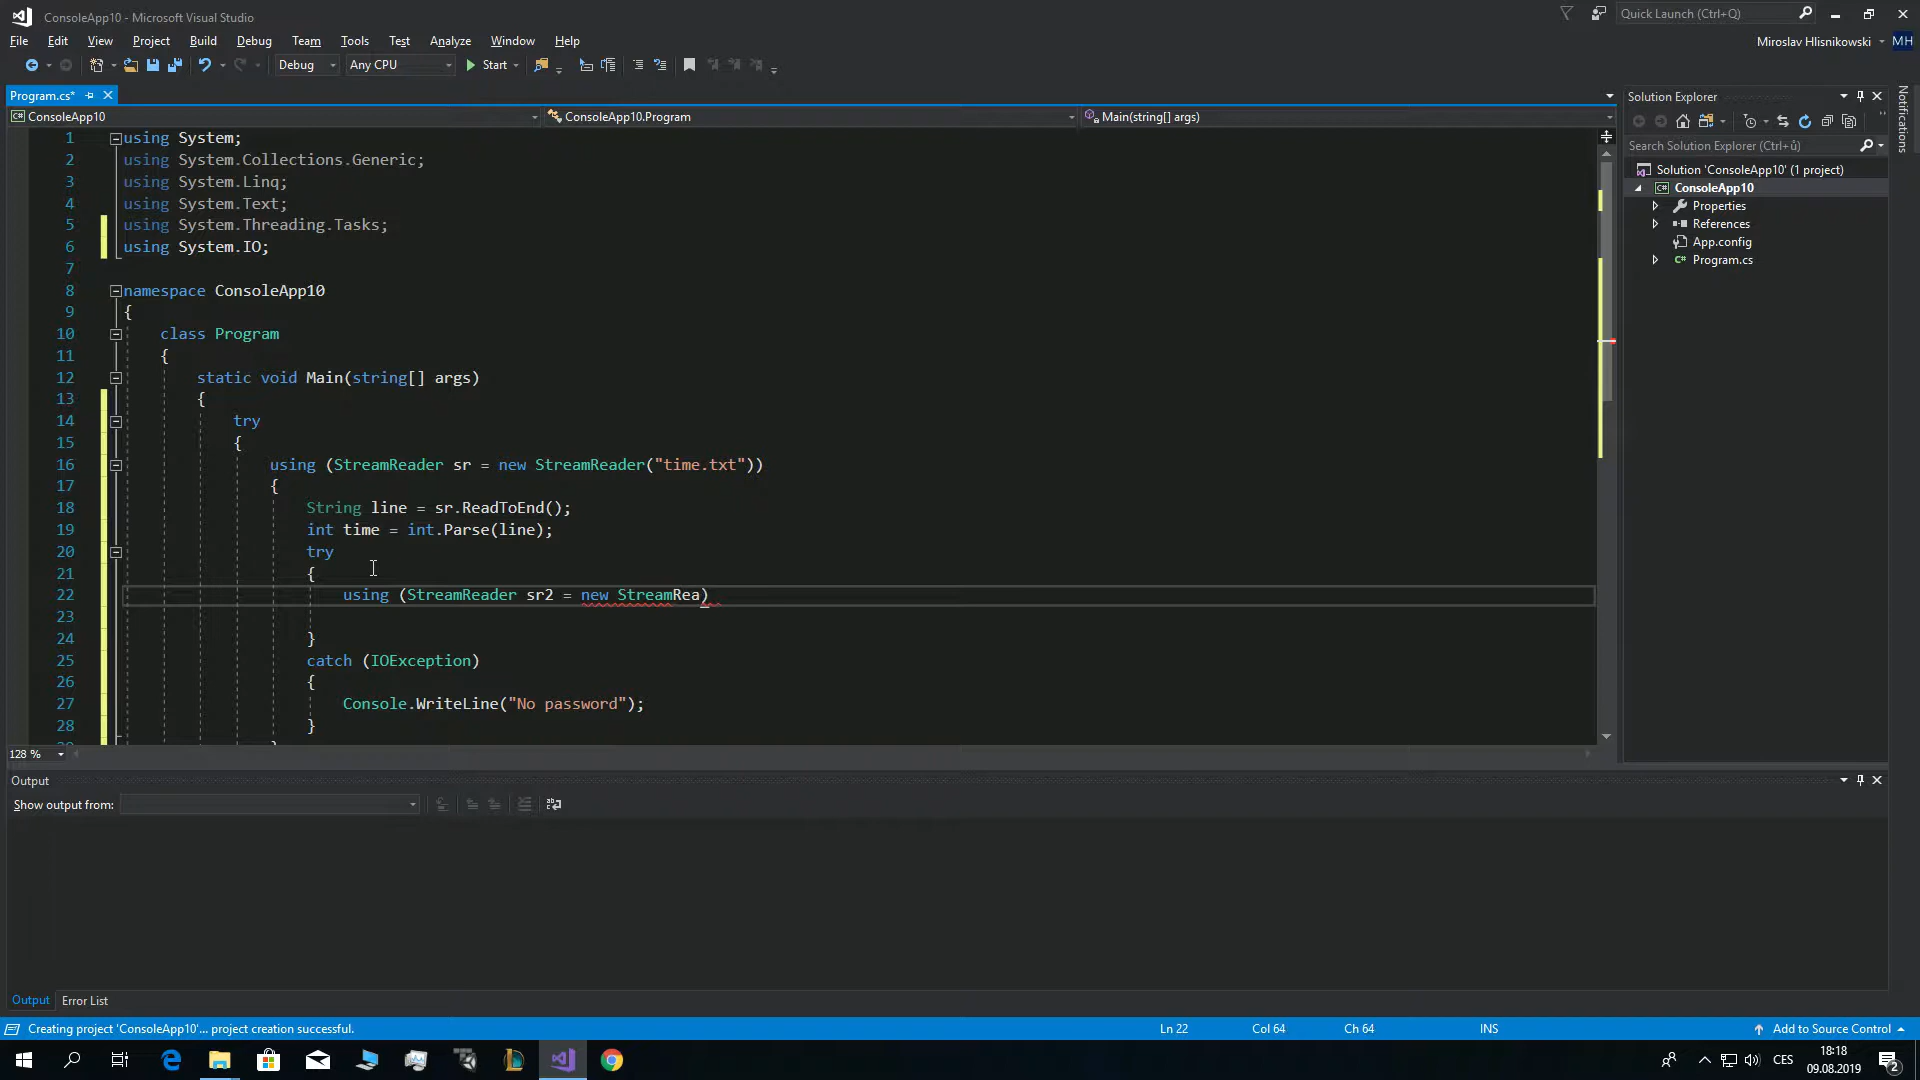 ConsoleApp10 - Microsoft Visual Studio
Quick Launch (Ctrl+Q)
File Edit View Project Build Debug Team Tools Test Analyze Window Help
Miroslav Hlisnikowski MH
Debug Any CPU Start
Program.cs*
ConsoleApp10 ConsoleApp10.Program Main(string[] args)
1 using System;
2 using System.Collections.Generic;
3 using System.Linq;
4 using System.Text;
5 using System.Threading.Tasks;
6 using System.IO;
7
8 namespace ConsoleApp10
9 {
10 class Program
11 {
12 static void Main(string[] args)
13 {
14 try
15 {
16 using (StreamReader sr = new StreamReader("time.txt"))
17 {
18 String line = sr.ReadToEnd();
19 int time = int.Parse(line);
20 try
21 {
22 using (StreamReader sr2 = new StreamRea)
23
24 }
25 catch (IOException)
26 {
27 Console.WriteLine("No password");
28 }
128 %
Solution Explorer
Search Solution Explorer (Ctrl+ů)
Solution 'ConsoleApp10' (1 project)
ConsoleApp10
Properties
References
App.config
C# Program.cs
Notifications
Output
Show output from:
Output Error List
Creating project 'ConsoleApp10'... project creation successful.
Ln 22 Col 64 Ch 64 INS
Add to Source Control
CES
18:18
09.08.2019
2